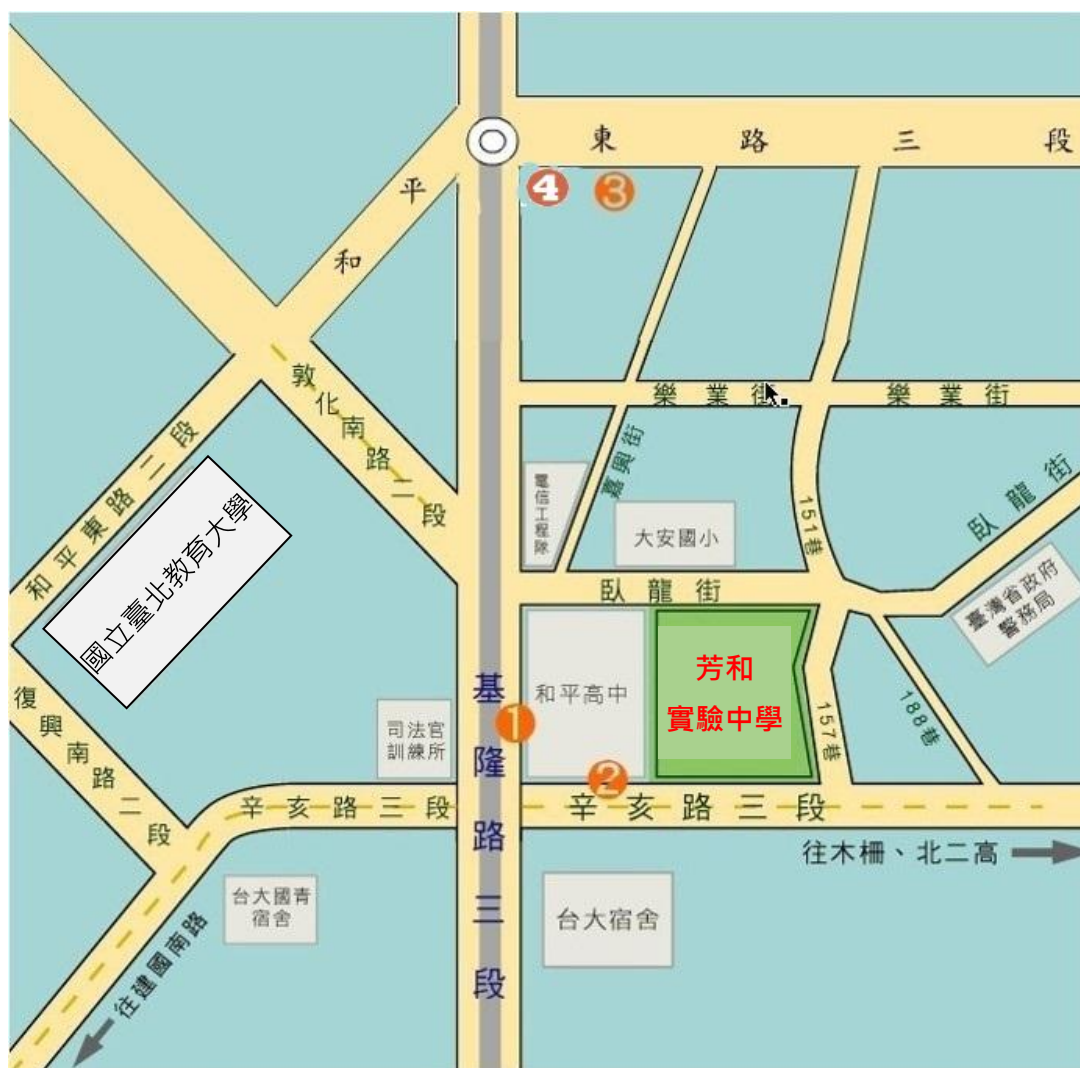 和平東路三段
4
3
敦化南路二段
樂業街
樂業街
和平東路二段
嘉興街
電信工程隊
大安國小
151巷
臥龍街
國立臺北教育大學
臥龍街
臺灣省政府
警務局
復興南路二段
司法官
訓練所
基隆路三段
1
和平高中
芳和
實驗中學
157巷
188巷
2
辛亥路三段
辛亥路三段
往木柵、北二高
台大國青
宿舍
台大宿舍
往建國南路